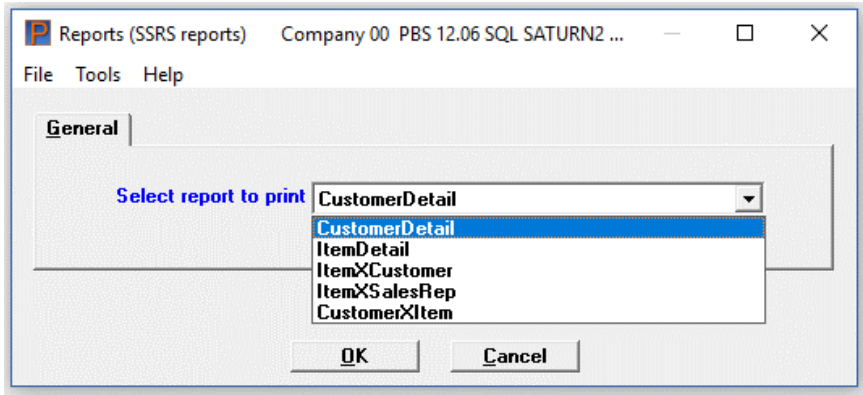 P Reports (SSRS reports) Company 00 PBS 12.06 SQL SATURN2 ...
File Tools Help
General
Select report to print CustomerDetail
CustomerDetail
ItemDetail
ItemXCustomer
ItemXSalesRep
CustomerXItem
OK Cancel